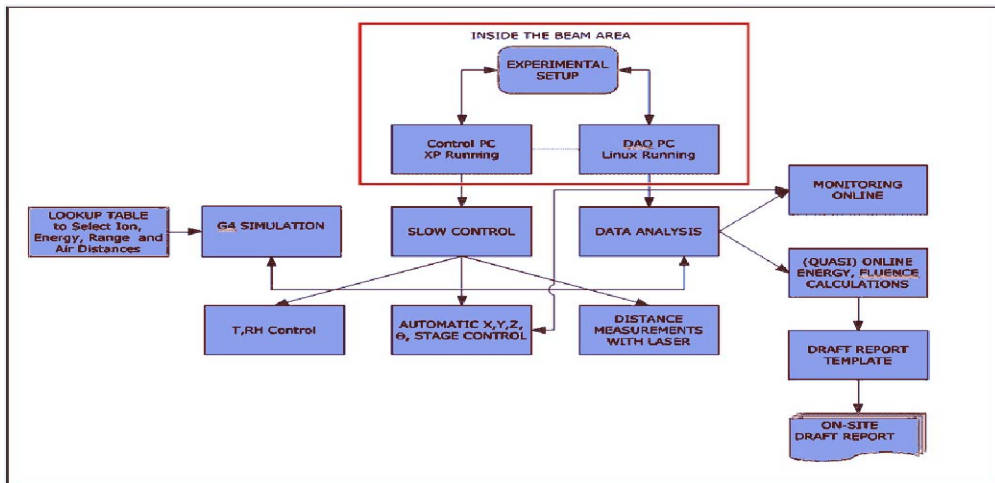 INSIDE THE BEAM AREA
EXPERIMENTAL
SETUP
Control PC
XP Running
DAQ PC
Linux Running
MONITORING
ONLINE
LOOKUP TABLE
to Select Ion,
Energy, Range and
Air Distances
G4 SIMULATION
SLOW CONTROL
DATA ANALYSIS
(QUASI) ONLINE
ENERGY, FLUENCE
CALCULATIONS
T,RH Control
AUTOMATIC X,Y,Z,
Θ, STAGE CONTROL
DISTANCE
MEASUREMENTS
WITH LASER
DRAFT REPORT
TEMPLATE
ON-SITE
DRAFT REPORT